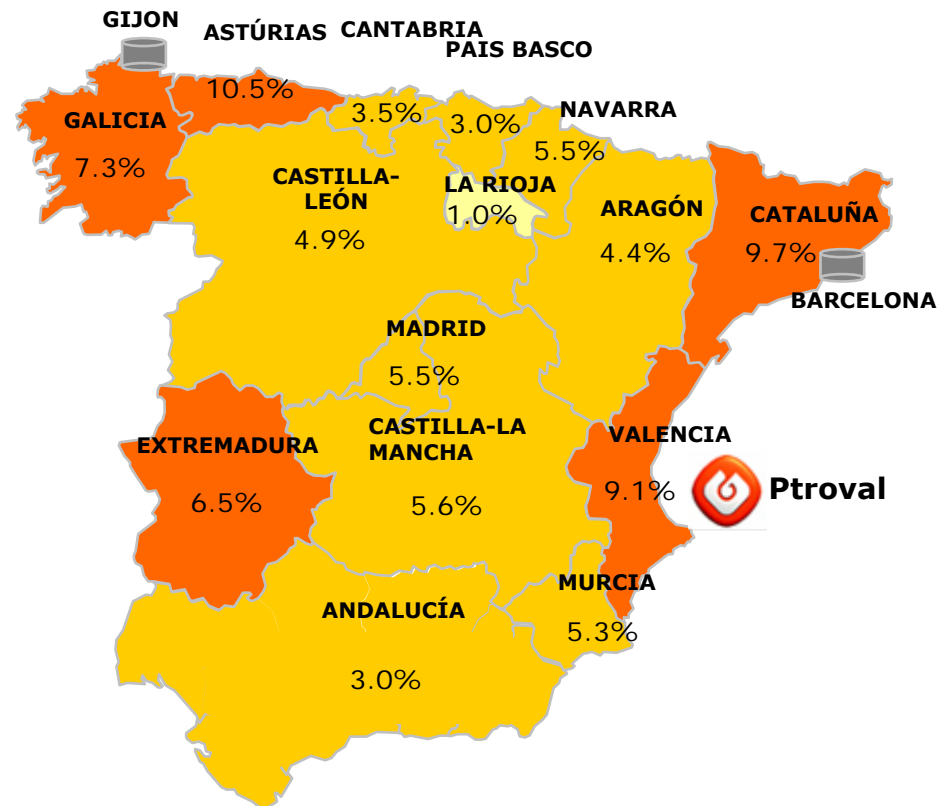 GIJON
ASTÚRIAS
CANTABRIA
PAIS BASCO
10.5%
GALICIA
3.5%
3.0%
NAVARRA
7.3%
5.5%
CASTILLA-
LEÓN
LA RIOJA
1.0%
ARAGÓN
CATALUÑA
4.9%
4.4%
9.7%
BARCELONA
MADRID
5.5%
EXTREMADURA
CASTILLA-LA
MANCHA
VALENCIA
6.5%
5.6%
9.1%
Ptroval
MURCIA
ANDALUCÍA
5.3%
3.0%